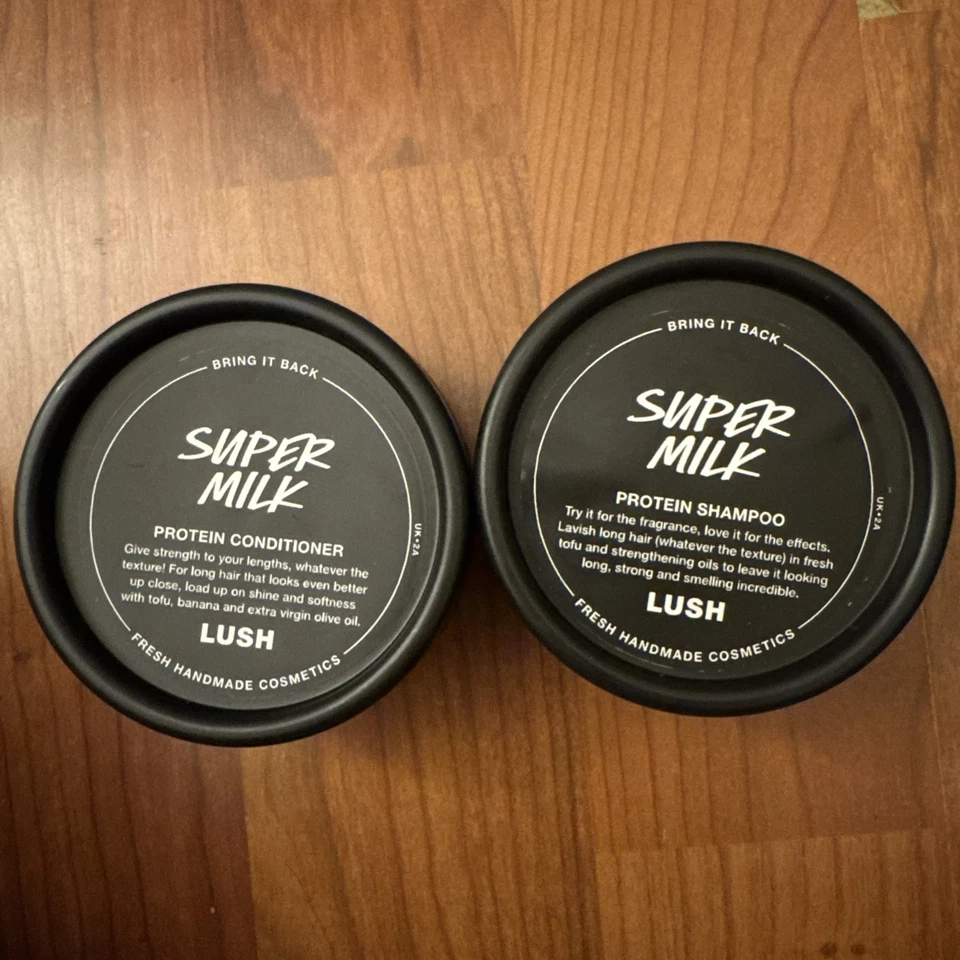 BRING IT BACK
SUPER
MILK
PROTEIN CONDITIONER
Give strength to your lengths, whatever the
texture! For long hair that looks even better
up close, load up on shine and softness
with tofu, banana and extra virgin olive oil.
LUSH
FRESH HANDMADE COSMETICS
UK•2A
BRING IT BACK
SUPER
MILK
PROTEIN SHAMPOO
Try it for the fragrance, love it for the effects.
Lavish long hair (whatever the texture) in fresh
tofu and strengthening oils to leave it looking
long, strong and smelling incredible.
LUSH
FRESH HANDMADE COSMETICS
UK•2A